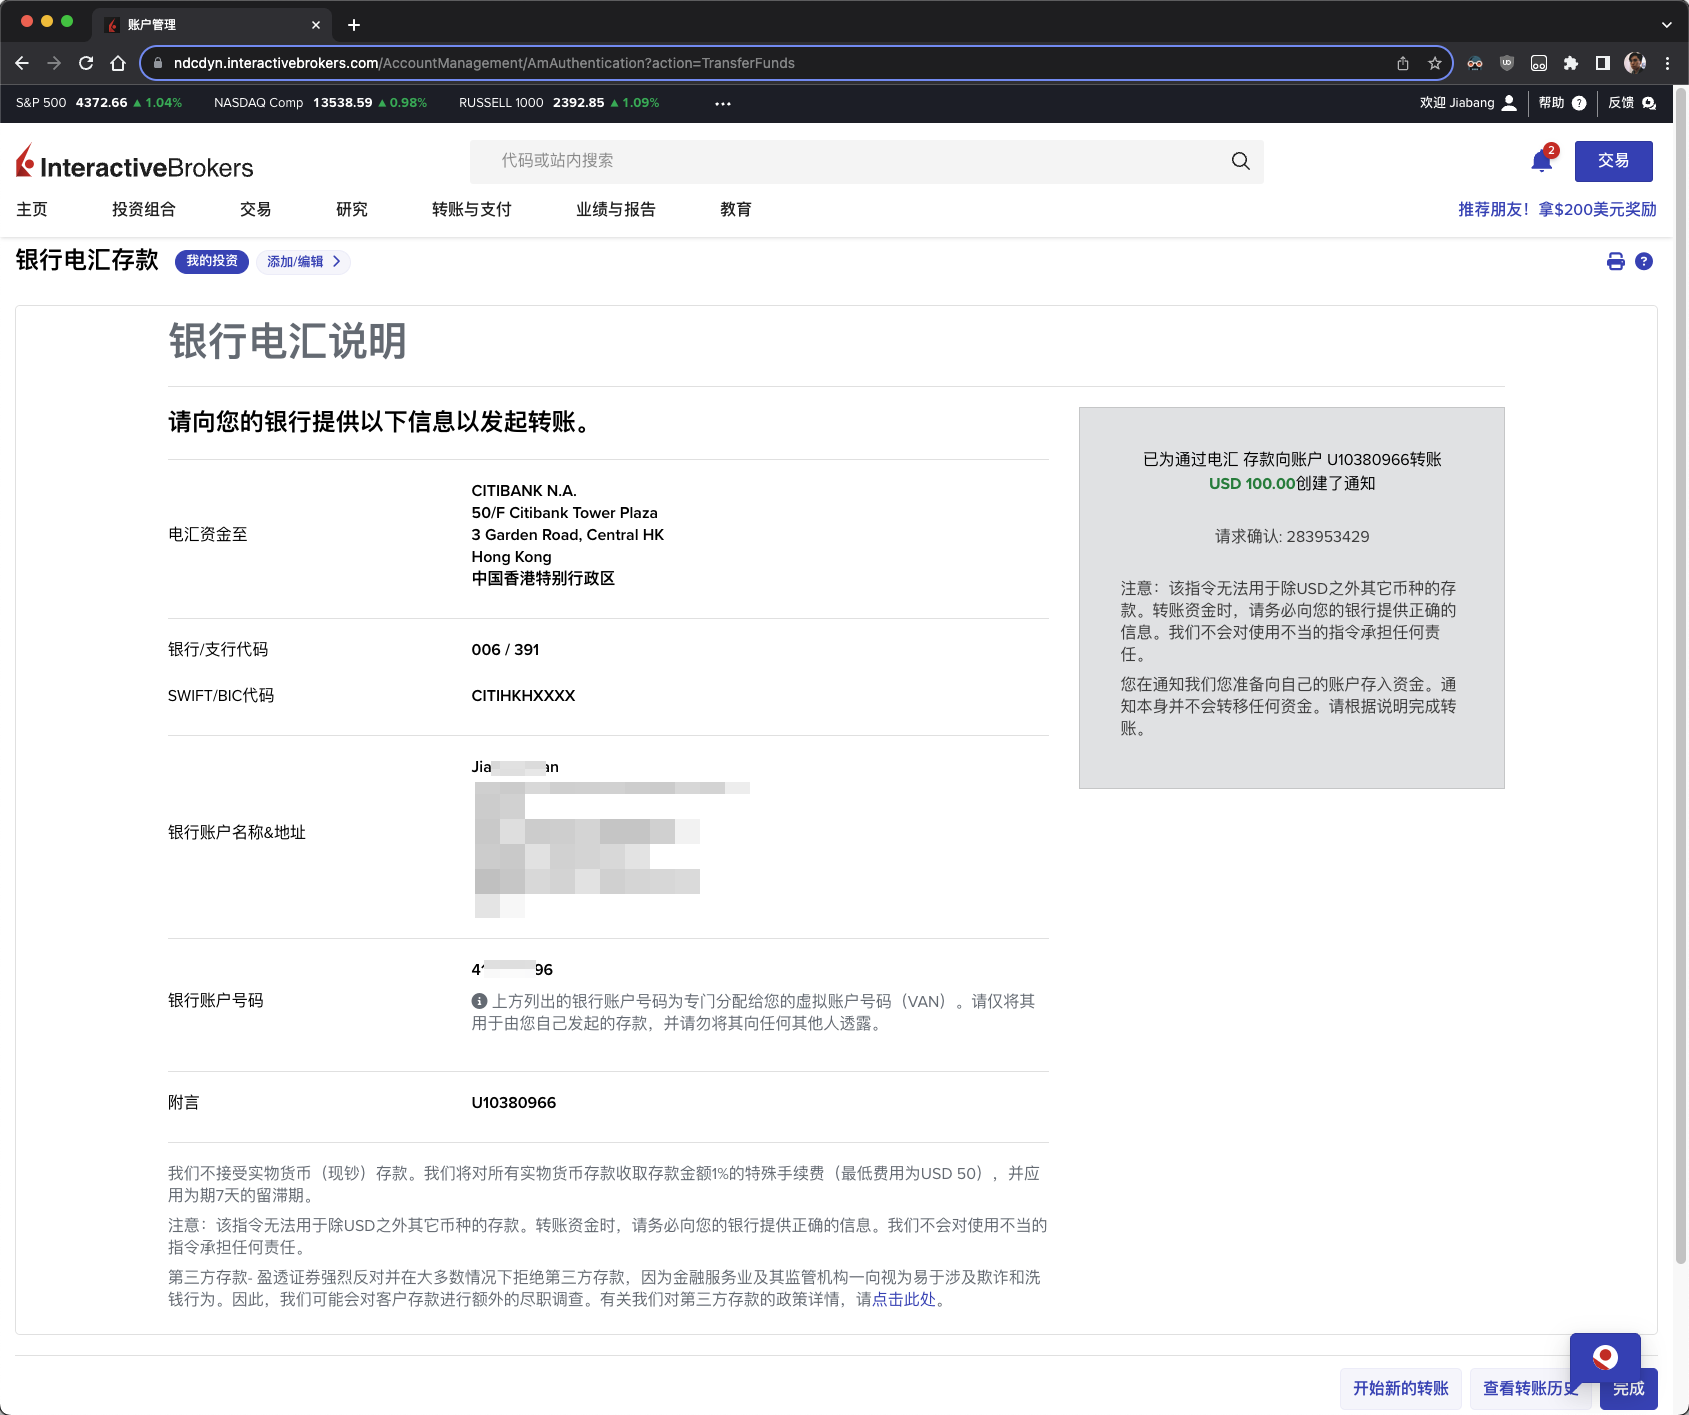 账户管理
ndcdyn.interactivebrokers.com/AccountManagement/AmAuthentication?action=TransferFunds
S&P 500 4372.66 ▲ 1.04% NASDAQ Comp 13538.59 ▲ 0.98% RUSSELL 1000 2392.85 ▲ 1.09% ••• 欢迎 Jiabang 帮助 ? 反馈
InteractiveBrokers
代码或站内搜索
2
交易
主页 投资组合 交易 研究 转账与支付 业绩与报告 教育 推荐朋友！拿$200美元奖励
银行电汇存款 我的投资 添加/编辑
银行电汇说明
请向您的银行提供以下信息以发起转账。
电汇资金至
CITIBANK N.A.
50/F Citibank Tower Plaza
3 Garden Road, Central HK
Hong Kong
中国香港特别行政区
银行/支行代码 006 / 391
SWIFT/BIC代码 CITIHKHXXXX
银行账户名称&地址
Jia an
银行账户号码
4 96
上方列出的银行账户号码为专门分配给您的虚拟账户号码（VAN）。请仅将其
用于由您自己发起的存款，并请勿将其向任何其他人透露。
附言 U10380966
我们不接受实物货币（现钞）存款。我们将对所有实物货币存款收取存款金额1%的特殊手续费（最低费用为USD 50），并应
用为期7天的留滞期。
注意：该指令无法用于除USD之外其它币种的存款。转账资金时，请务必向您的银行提供正确的信息。我们不会对使用不当的
指令承担任何责任。
第三方存款- 盈透证券强烈反对并在大多数情况下拒绝第三方存款，因为金融服务业及其监管机构一向视为易于涉及欺诈和洗
钱行为。因此，我们可能会对客户存款进行额外的尽职调查。有关我们对第三方存款的政策详情，请点击此处。
已为通过电汇 存款向账户 U10380966转账
USD 100.00创建了通知
请求确认: 283953429
注意：该指令无法用于除USD之外其它币种的存
款。转账资金时，请务必向您的银行提供正确的
信息。我们不会对使用不当的指令承担任何责
任。
您在通知我们您准备向自己的账户存入资金。通
知本身并不会转移任何资金。请根据说明完成转
账。
开始新的转账 查看转账历史 完成